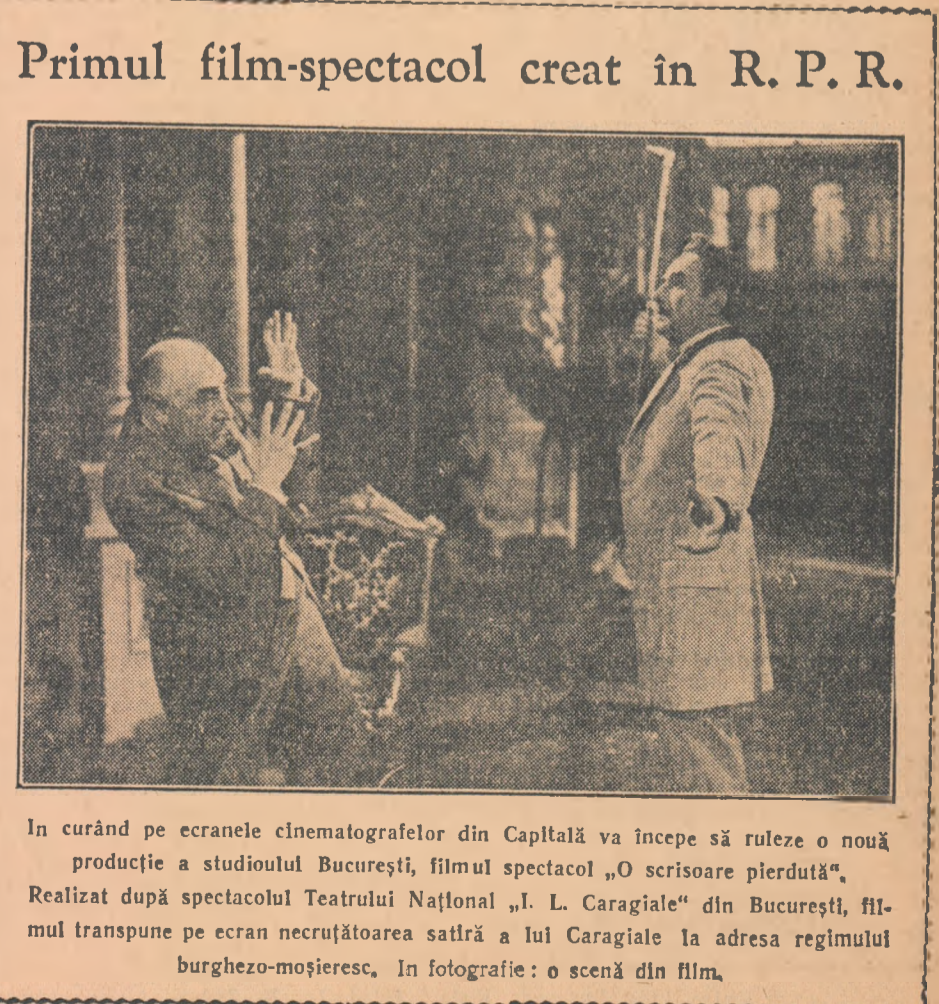 Primul film-spectacol creat în R. P. R.
In curând pe ecranele cinematografelor din Capitală va începe să ruleze o nouă
producție a studioului București, filmul spectacol „O scrisoare pierdută“.
Realizat după spectacolul Teatrului Național „I. L. Caragiale“ din București, fil-
mul transpune pe ecran necruțătoarea satiră a lui Caragiale la adresa regimului
burghezo-moșieresc. In fotografie: o scenă din film.